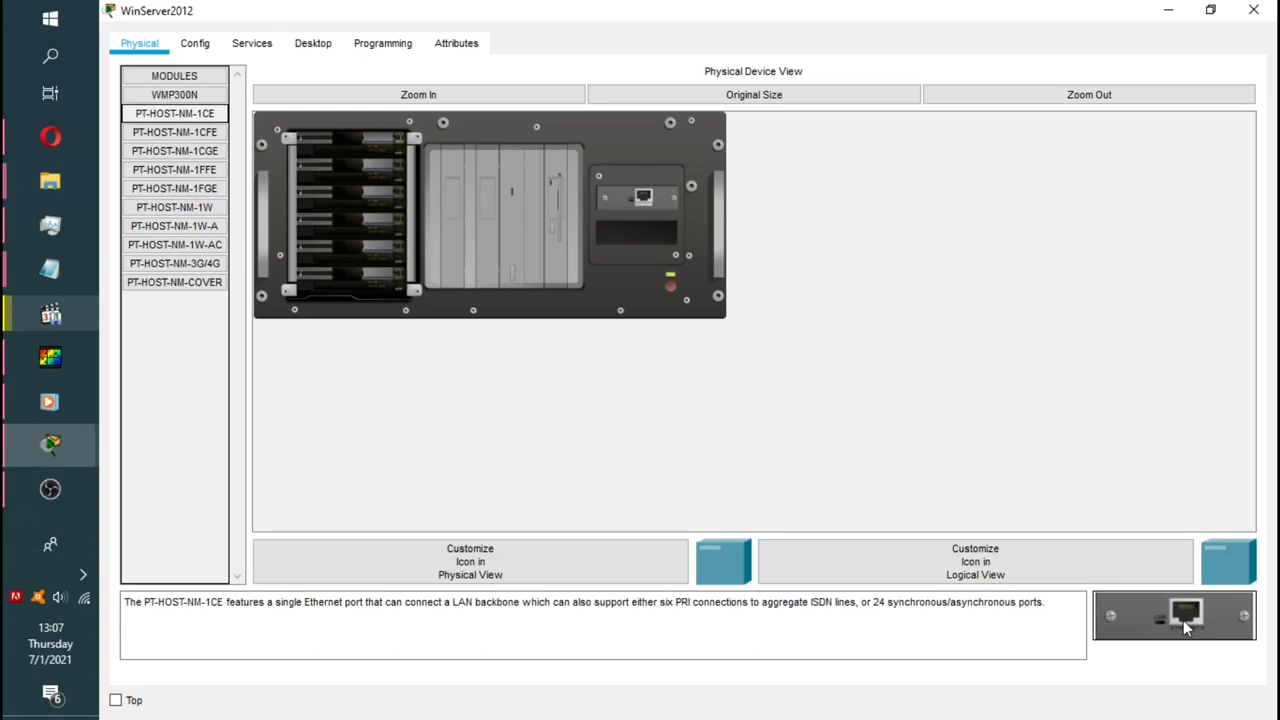 WinServer2012
Physical
Config
Services
Desktop
Programming
Attributes
MODULES
WMP300N
PT-HOST-NM-1CE
PT-HOST-NM-1CFE
PT-HOST-NM-1CGE
PT-HOST-NM-1FFE
PT-HOST-NM-1FGE
PT-HOST-NM-1W
PT-HOST-NM-1W-A
PT-HOST-NM-1W-AC
PT-HOST-NM-3G/4G
PT-HOST-NM-COVER
Physical Device View
Zoom In
Original Size
Zoom Out
Customize
Icon in
Physical View
Customize
Icon in
Logical View
The PT-HOST-NM-1CE features a single Ethernet port that can connect a LAN backbone which can also support either six PRI connections to aggregate ISDN lines, or 24 synchronous/asynchronous ports.
LINK
Top
13:07
Thursday
7/1/2021
6